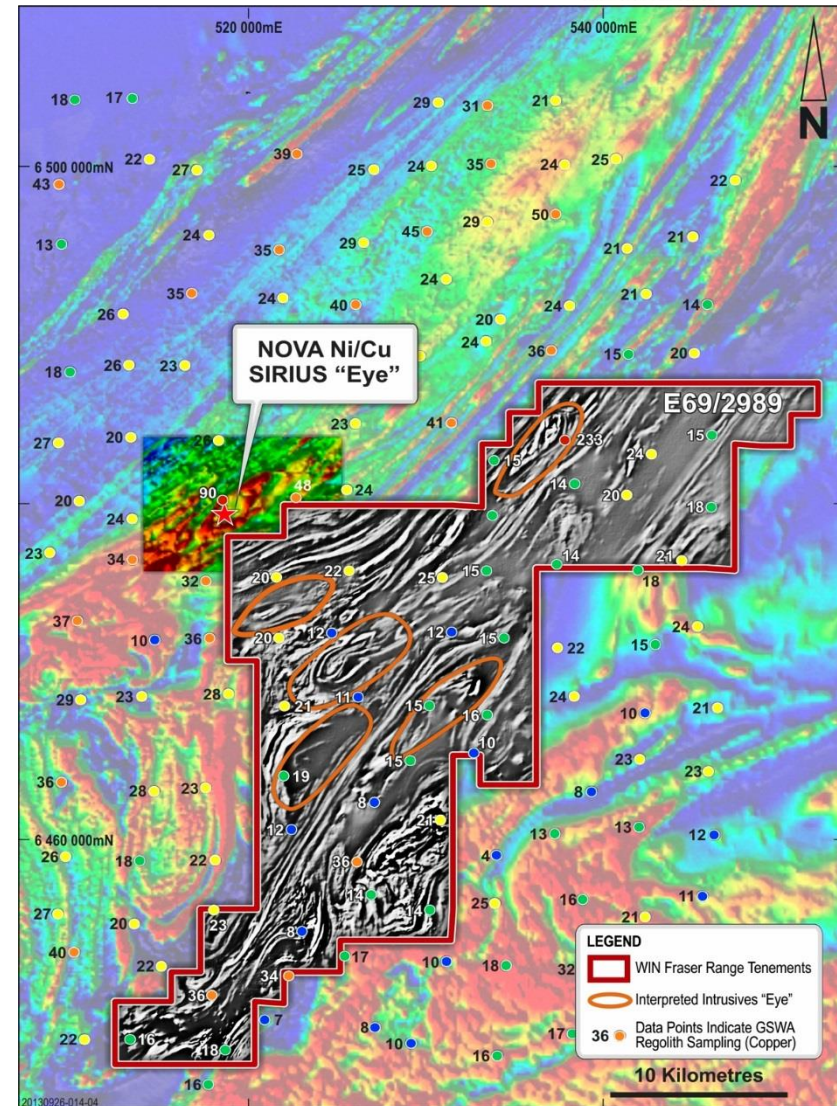 520 000mE 540 000mE
18 17 29 31 21
N
39
22 25
6 500 000mN 27 25 24 35 24
43 22
50
24 45 29
13 35 29 21 21
24
35 24 40 24 21 14
26 20
24
NOVA Ni/Cu
SIRIUS "Eye"
36 15 20
18 26 23
E69/2989
23 41
27 20 26 233 15
15 24
90 48 24 14 20
20 24 18
23 34 14 21
32 20 22 25 15 18
37 24
10 36 20 12 12 15 15
22
29 23 28 21 11 15 16 24 10 21
10
36 28 23 19 15 23 23
8 8
12 21 13 13 12
6 460 000mN
26 18 22 36 4
14 16 11
27 20 23 14 25 21
8
40 22 17 10 18 32
34
36
7
22 16 18 8 10 16 17
16
LEGEND
WIN Fraser Range Tenements
Interpreted Intrusives "Eye"
36 Data Points Indicate GSWA
Regolith Sampling (Copper)
10 Kilometres
20130926-014-04